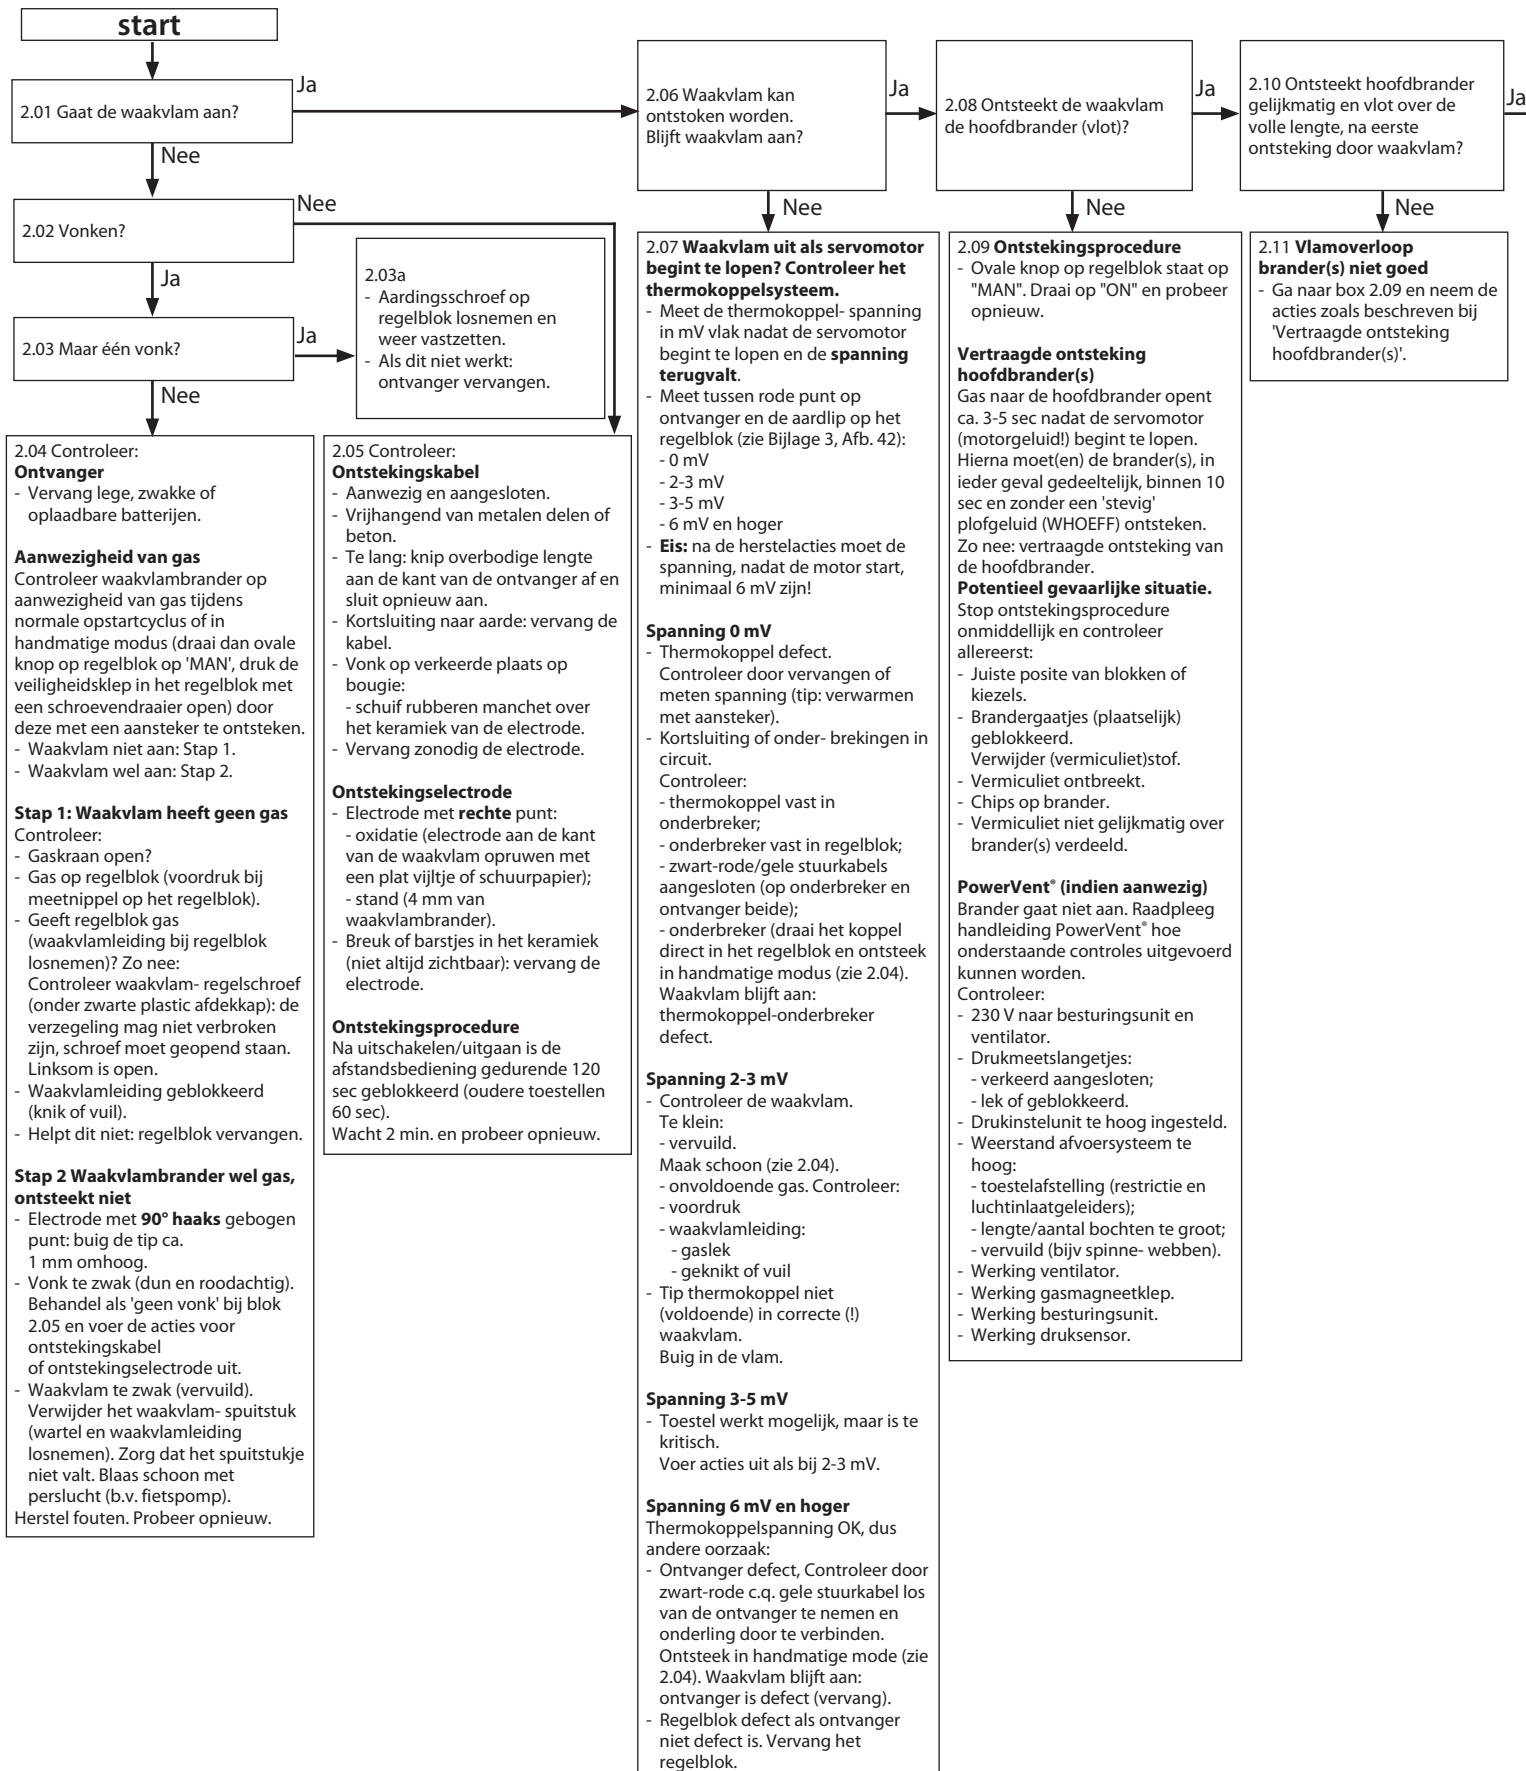 start
2.01 Gaat de waakvlam aan?
Ja
Nee
2.02 Vonken?
Nee
Ja
2.03 Maar één vonk?
Ja
Nee
2.03a
- Aardingsschroef op
regelblok losnemen en
weer vastzetten.
- Als dit niet werkt:
ontvanger vervangen.
2.04 Controleer:
Ontvanger
- Vervang lege, zwakke of
oplaadbare batterijen.
Aanwezigheid van gas
Controleer waakvlambrander op
aanwezigheid van gas tijdens
normale opstartcyclus of in
handmatige modus (draai dan ovale
knop op regelblok op 'MAN', druk de
veiligheidsklep in het regelblok met
een schroevendraaier open) door
deze met een aansteker te ontsteken.
- Waakvlam niet aan: Stap 1.
- Waakvlam wel aan: Stap 2.
Stap 1: Waakvlam heeft geen gas
Controleer:
- Gaskraan open?
- Gas op regelblok (voordruk bij
meetnippel op het regelblok).
- Geeft regelblok gas
(waakvlamleiding bij regelblok
losnemen)? Zo nee:
Controleer waakvlam- regelschroef
(onder zwarte plastic afdekkap): de
verzegeling mag niet verbroken
zijn, schroef moet geopend staan.
Linksom is open.
- Waakvlamleiding geblokkeerd
(knik of vuil).
- Helpt dit niet: regelblok vervangen.
Stap 2 Waakvlambrander wel gas,
ontsteekt niet
- Electrode met 90° haaks gebogen
punt: buig de tip ca.
1 mm omhoog.
- Vonk te zwak (dun en roodachtig).
Behandel als 'geen vonk' bij blok
2.05 en voer de acties voor
ontstekingskabel
of ontstekingselectrode uit.
- Waakvlam te zwak (vervuild).
Verwijder het waakvlam- spuitstuk
(wartel en waakvlamleiding
losnemen). Zorg dat het spuitstukje
niet valt. Blaas schoon met
perslucht (b.v. fietspomp).
Herstel fouten. Probeer opnieuw.
2.05 Controleer:
Ontstekingskabel
- Aanwezig en aangesloten.
- Vrijhangend van metalen delen of
beton.
- Te lang: knip overbodige lengte
aan de kant van de ontvanger af en
sluit opnieuw aan.
- Kortsluiting naar aarde: vervang de
kabel.
- Vonk op verkeerde plaats op
bougie:
- schuif rubberen manchet over
het keramiek van de electrode.
- Vervang zonodig de electrode.
Ontstekingselectrode
- Electrode met rechte punt:
- oxidatie (electrode aan de kant
van de waakvlam opruwen met
een plat vijltje of schuurpapier);
- stand (4 mm van
waakvlambrander).
- Breuk of barstjes in het keramiek
(niet altijd zichtbaar): vervang de
electrode.
Ontstekingsprocedure
Na uitschakelen/uitgaan is de
afstandsbediening gedurende 120
sec geblokkeerd (oudere toestellen
60 sec).
Wacht 2 min. en probeer opnieuw.
2.06 Waakvlam kan
ontstoken worden.
Blijft waakvlam aan?
Ja
Nee
2.07 Waakvlam uit als servomotor
begint te lopen? Controleer het
thermokoppelsysteem.
- Meet de thermokoppel- spanning
in mV vlak nadat de servomotor
begint te lopen en de spanning
terugvalt.
- Meet tussen rode punt op
ontvanger en de aardlip op het
regelblok (zie Bijlage 3, Afb. 42):
- 0 mV
- 2-3 mV
- 3-5 mV
- 6 mV en hoger
- Eis: na de herstelacties moet de
spanning, nadat de motor start,
minimaal 6 mV zijn!
Spanning 0 mV
- Thermokoppel defect.
Controleer door vervangen of
meten spanning (tip: verwarmen
met aansteker).
- Kortsluiting of onder- brekingen in
circuit.
Controleer:
- thermokoppel vast in
onderbreker;
- onderbreker vast in regelblok;
- zwart-rode/gele stuurkabels
aangesloten (op onderbreker en
ontvanger beide);
- onderbreker (draai het koppel
direct in het regelblok en ontsteek
in handmatige modus (zie 2.04).
Waakvlam blijft aan:
thermokoppel-onderbreker
defect.
Spanning 2-3 mV
- Controleer de waakvlam.
Te klein:
- vervuild.
Maak schoon (zie 2.04).
- onvoldoende gas. Controleer:
- voordruk
- waakvlamleiding:
- gaslek
- geknikt of vuil
- Tip thermokoppel niet
(voldoende) in correcte (!)
waakvlam.
Buig in de vlam.
Spanning 3-5 mV
- Toestel werkt mogelijk, maar is te
kritisch.
Voer acties uit als bij 2-3 mV.
Spanning 6 mV en hoger
Thermokoppelspanning OK, dus
andere oorzaak:
- Ontvanger defect, Controleer door
zwart-rode c.q. gele stuurkabel los
van de ontvanger te nemen en
onderling door te verbinden.
Ontsteek in handmatige mode (zie
2.04). Waakvlam blijft aan:
ontvanger is defect (vervang).
- Regelblok defect als ontvanger
niet defect is. Vervang het
regelblok.
2.08 Ontsteekt de waakvlam
de hoofdbrander (vlot)?
Ja
Nee
2.09 Ontstekingsprocedure
- Ovale knop op regelblok staat op
"MAN". Draai op "ON" en probeer
opnieuw.
Vertraagde ontsteking
hoofdbrander(s)
Gas naar de hoofdbrander opent
ca. 3-5 sec nadat de servomotor
(motorgeluid!) begint te lopen.
Hierna moet(en) de brander(s), in
ieder geval gedeeltelijk, binnen 10
sec en zonder een 'stevig'
plofgeluid (WHOEFF) ontsteken.
Zo nee: vertraagde ontsteking van
de hoofdbrander.
Potentieel gevaarlijke situatie.
Stop ontstekingsprocedure
onmiddellijk en controleer
allereerst:
- Juiste posite van blokken of
kiezels.
- Brandergaatjes (plaatselijk)
geblokkeerd.
Verwijder (vermiculiet)stof.
- Vermiculiet ontbreekt.
- Chips op brander.
- Vermiculiet niet gelijkmatig over
brander(s) verdeeld.
PowerVent® (indien aanwezig)
Brander gaat niet aan. Raadpleeg
handleiding PowerVent® hoe
onderstaande controles uitgevoerd
kunnen worden.
Controleer:
- 230 V naar besturingsunit en
ventilator.
- Drukmeetslangetjes:
- verkeerd aangesloten;
- lek of geblokkeerd.
- Drukinstelunit te hoog ingesteld.
- Weerstand afvoersysteem te
hoog:
- toestelafstelling (restrictie en
luchtinlaatgeleiders);
- lengte/aantal bochten te groot;
- vervuild (bijv spinne- webben).
- Werking ventilator.
- Werking gasmagneetklep.
- Werking besturingsunit.
- Werking druksensor.
2.10 Ontsteekt hoofdbrander
gelijkmatig en vlot over de
volle lengte, na eerste
ontsteking door waakvlam?
Ja
Nee
2.11 Vlamoverloop
brander(s) niet goed
- Ga naar box 2.09 en neem de
acties zoals beschreven bij
'Vertraagde ontsteking
hoofdbrander(s)'.